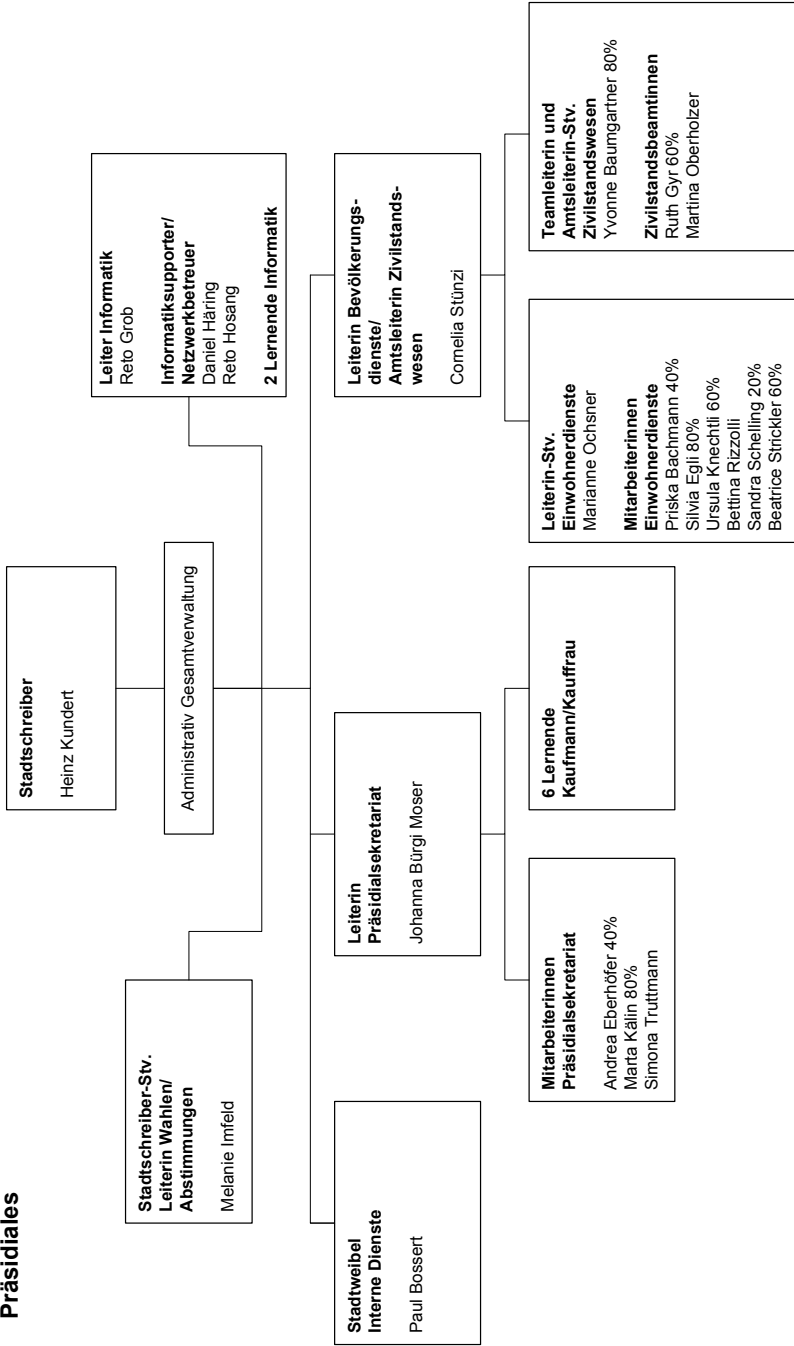 Präsidiales
Stadtschreiber
Heinz Kundert
Administrativ Gesamtverwaltung
Stadtschreiber-Stv.
Leiterin Wahlen/
Abstimmungen
Melanie Imfeld
Leiter Informatik
Reto Grob
Informatiksupporter/
Netzwerkbetreuer
Daniel Häring
Reto Hosang
2 Lernende Informatik
Stadtweibel
Interne Dienste
Paul Bossert
Leiterin
Präsidialsekretariat
Johanna Bürgi Moser
Leiterin Bevölkerungs-
dienste/
Amtsleiterin Zivilstands-
wesen
Cornelia Stünzi
Mitarbeiterinnen
Präsidialsekretariat
Andrea Eberhöfer 40%
Marta Kälin 80%
Simona Truttmann
6 Lernende
Kaufmann/Kauffrau
Leiterin-Stv.
Einwohnerdienste
Marianne Ochsner
Mitarbeiterinnen
Einwohnerdienste
Priska Bachmann 40%
Silvia Egli 80%
Ursula Knechtli 60%
Bettina Rizzolli
Sandra Schelling 20%
Beatrice Strickler 60%
Teamleiterin und
Amtsleiterin-Stv.
Zivilstandswesen
Yvonne Baumgartner 80%
Zivilstandsbeamtinnen
Ruth Gyr 60%
Martina Oberholzer